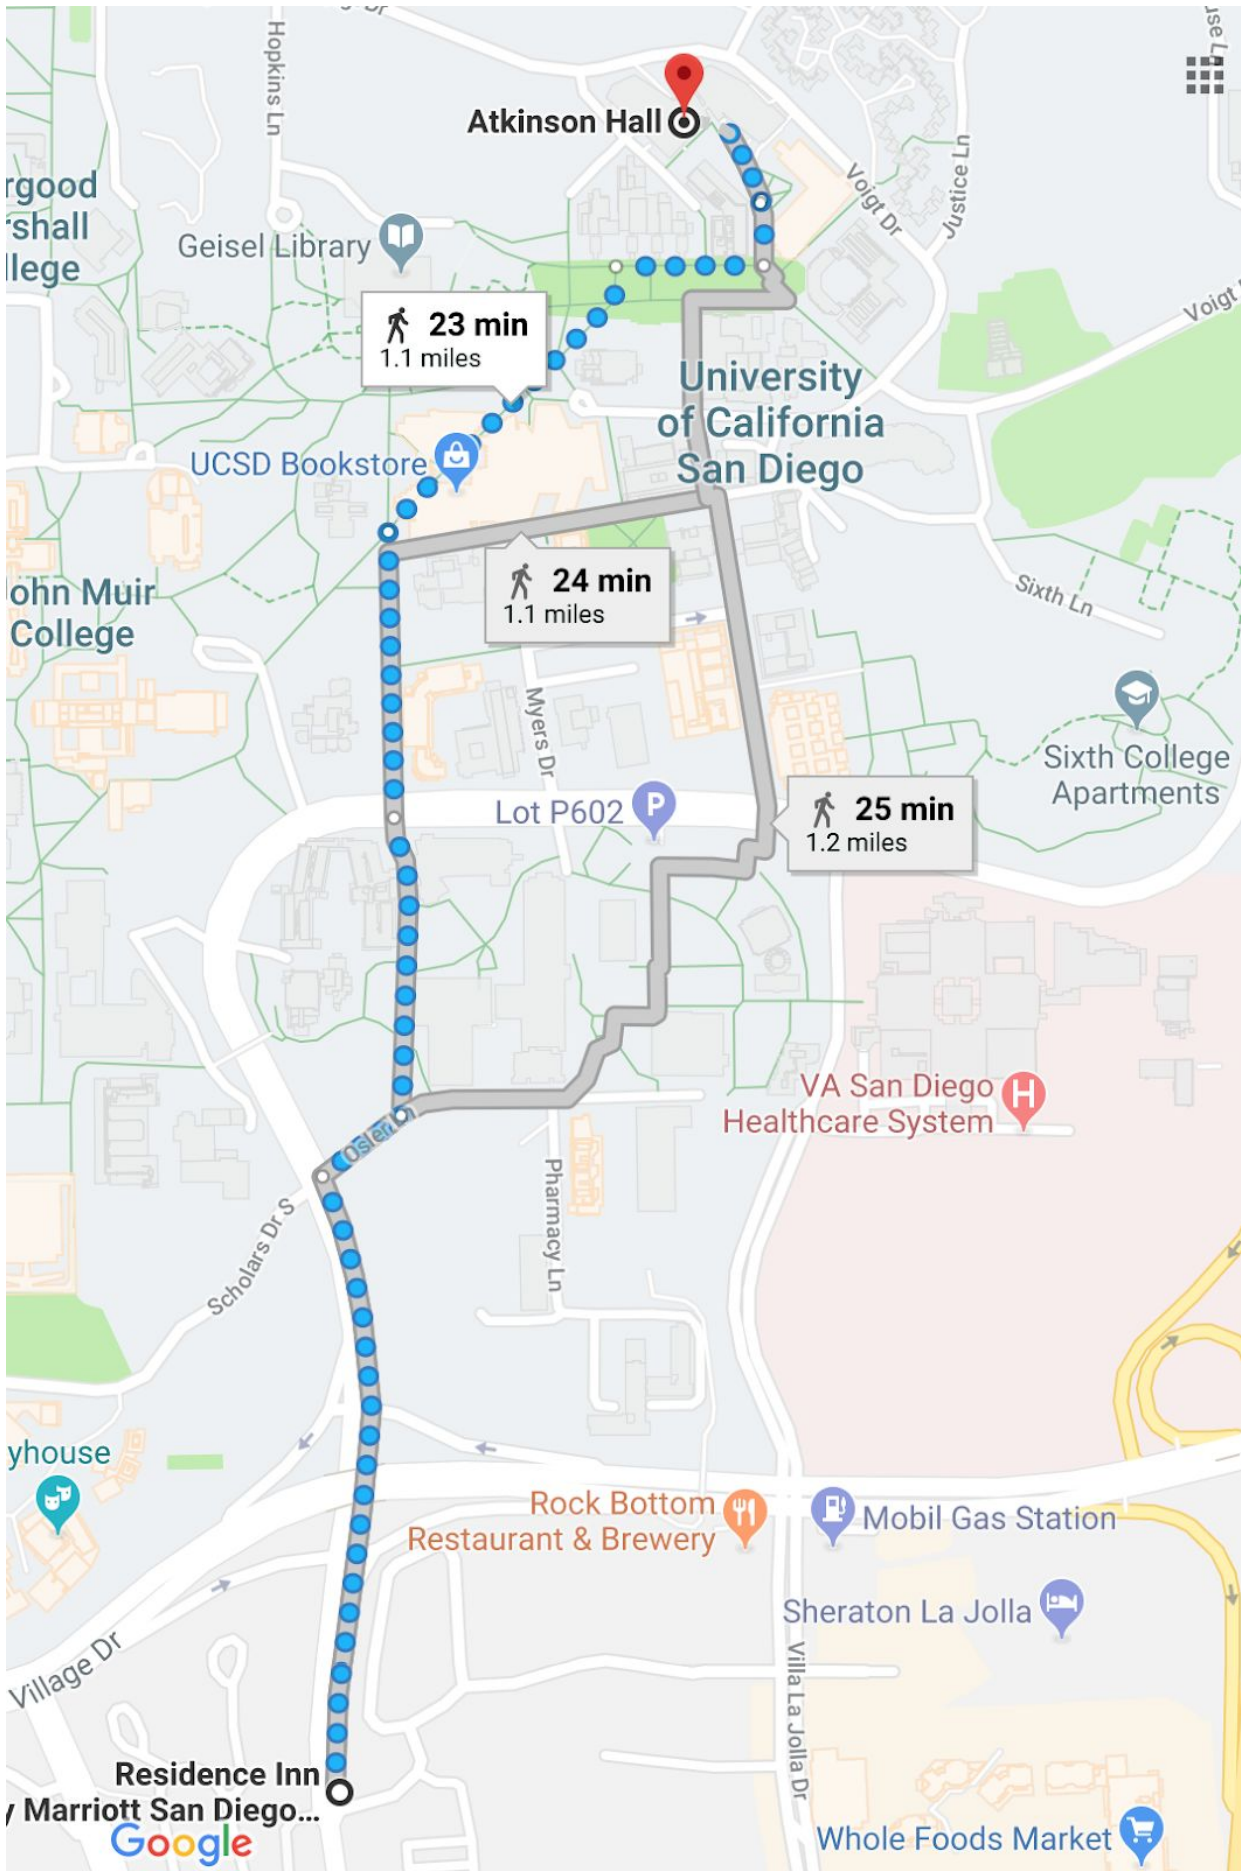 Hopkins Ln
Atkinson Hall
Justice Ln
Voigt Dr
rgood
rshall
llege
Geisel Library
23 min
1.1 miles
University
of California
San Diego
UCSD Bookstore
24 min
1.1 miles
ohn Muir
College
Sixth Ln
Myers Dr
Sixth College
Apartments
Lot P602
P
25 min
1.2 miles
VA San Diego
Healthcare System
H
Osler Ln
Scholars Dr S
Pharmacy Ln
yhouse
Rock Bottom
Restaurant & Brewery
Mobil Gas Station
Sheraton La Jolla
Village Dr
Villa La Jolla Dr
Residence Inn
y Marriott San Diego...
Google
Whole Foods Market